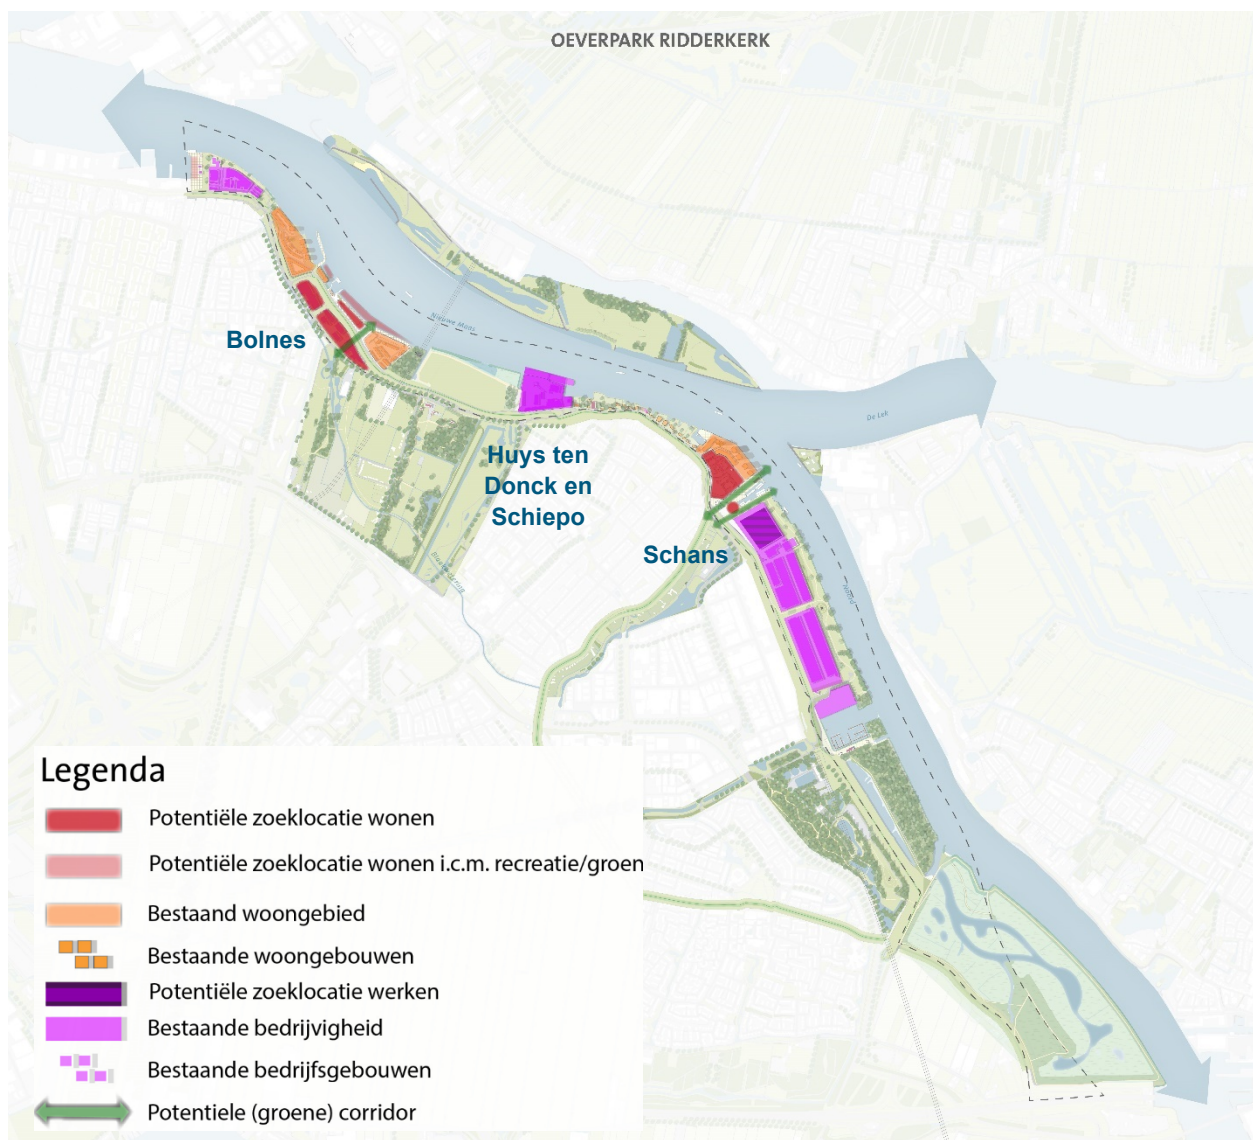 OEVERPARK RIDDERKERK
Nieuwe Maas
Bolnes
De Lek
Huys ten
Donck en
Schiepo
Schans
Noord
Legenda
Potentiële zoeklocatie wonen
Potentiële zoeklocatie wonen i.c.m. recreatie/groen
Bestaand woongebied
Bestaande woongebouwen
Potentiële zoeklocatie werken
Bestaande bedrijvigheid
Bestaande bedrijfsgebouwen
Potentiele (groene) corridor